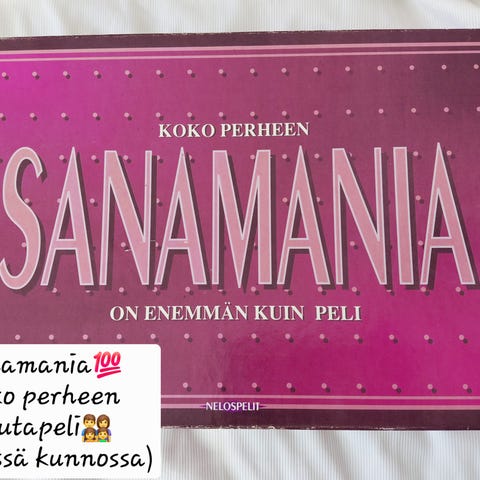 KOKO PERHEEN
SANAMANIA
ON ENEMMÄN KUIN PELI
NELOSPELIT
amania💯
o perheen
utapeli👨‍👩‍👧‍👦
ssä kunnossa)